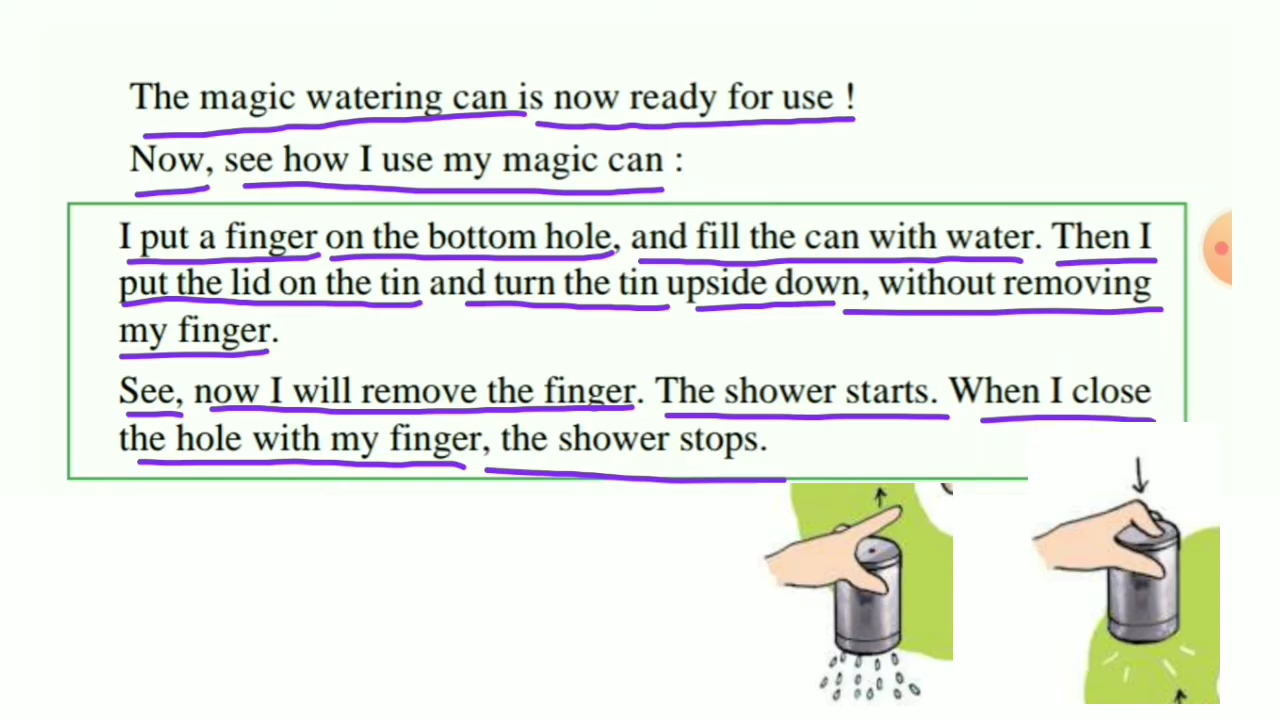 The magic watering can is now ready for use !
Now, see how I use my magic can :
I put a finger on the bottom hole, and fill the can with water. Then I
put the lid on the tin and turn the tin upside down, without removing
my finger.
See, now I will remove the finger. The shower starts. When I close
the hole with my finger, the shower stops.